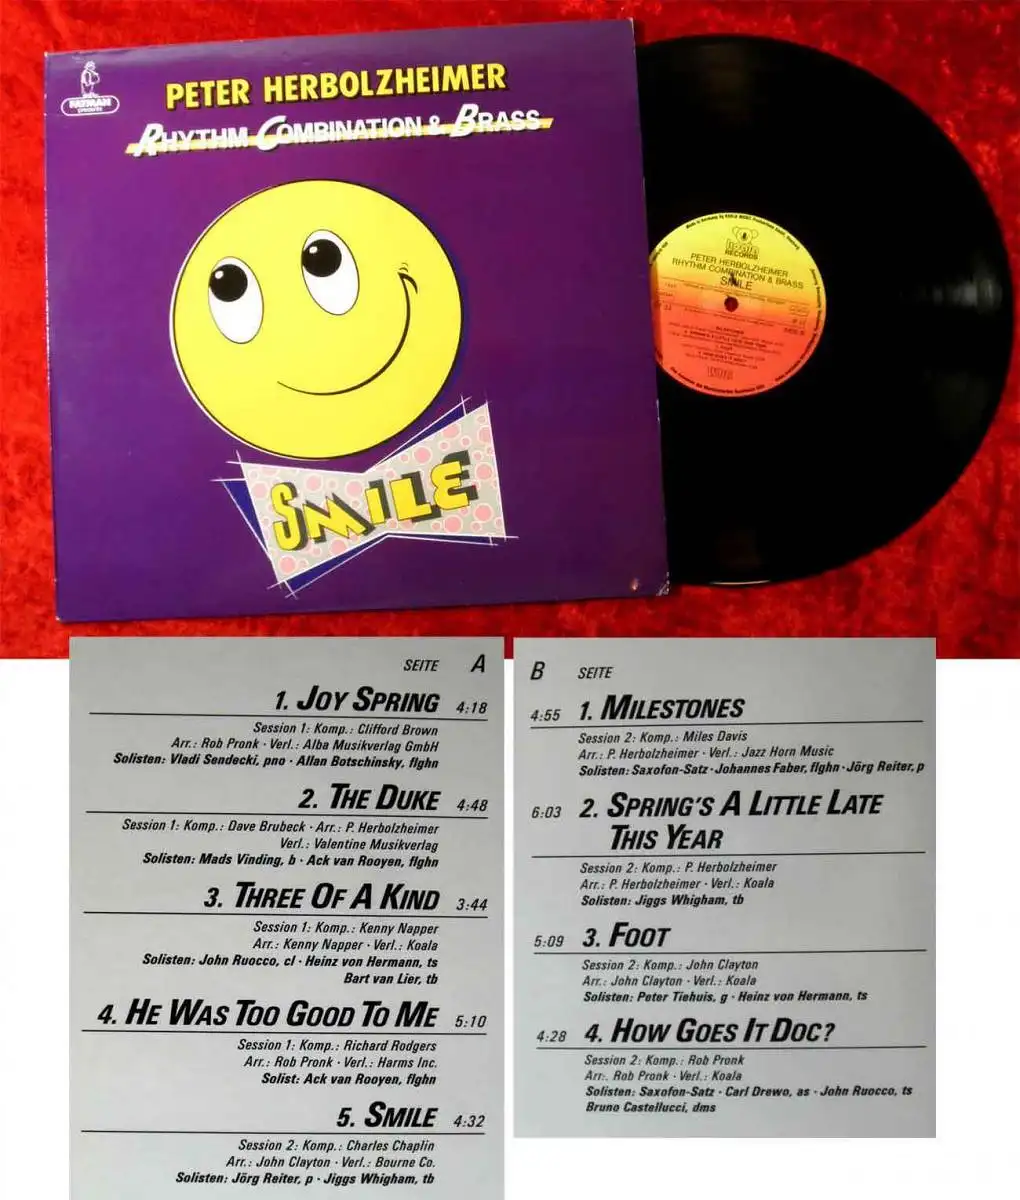 FATMAN
presents
PETER HERBOLZHEIMER
RHYTHM COMBINATION & BRASS
SMILE
RECORDS
PETER HERBOLZHEIMER
RHYTHM COMBINATION & BRASS
SMILE
SEITE A
1. JOY SPRING 4:18
Session 1: Komp.: Clifford Brown
Arr.: Rob Pronk · Verl.: Alba Musikverlag GmbH
Solisten: Vladi Sendecki, pno · Allan Botschinsky, flghn
2. THE DUKE 4:48
Session 1: Komp.: Dave Brubeck · Arr.: P. Herbolzheimer
Verl.: Valentine Musikverlag
Solisten: Mads Vinding, b · Ack van Rooyen, flghn
3. THREE OF A KIND 3:44
Session 1: Komp.: Kenny Napper
Arr.: Kenny Napper · Verl.: Koala
Solisten: John Ruocco, cl · Heinz von Hermann, ts
Bart van Lier, tb
4. HE WAS TOO GOOD TO ME 5:10
Session 1: Komp.: Richard Rodgers
Arr.: Rob Pronk · Verl.: Harms Inc.
Solist: Ack van Rooyen, flghn
5. SMILE 4:32
Session 2: Komp.: Charles Chaplin
Arr.: John Clayton · Verl.: Bourne Co.
Solisten: Jörg Reiter, p · Jiggs Whigham, tb
B SEITE
4:55 1. MILESTONES
Session 2: Komp.: Miles Davis
Arr.: P. Herbolzheimer · Verl.: Jazz Horn Music
Solisten: Saxofon-Satz · Johannes Faber, flghn · Jörg Reiter, p
6:03 2. SPRING'S A LITTLE LATE
THIS YEAR
Session 2: Komp.: P. Herbolzheimer
Arr.: P. Herbolzheimer · Verl.: Koala
Solisten: Jiggs Whigham, tb
5:09 3. FOOT
Session 2: Komp.: John Clayton
Arr.: John Clayton · Verl.: Koala
Solisten: Peter Tiehuis, g · Heinz von Hermann, ts
4:28 4. HOW GOES IT DOC?
Session 2: Komp.: Rob Pronk
Arr.: Rob Pronk · Verl.: Koala
Solisten: Saxofon-Satz · Carl Drewo, as · John Ruocco, ts
Bruno Castellucci, dms